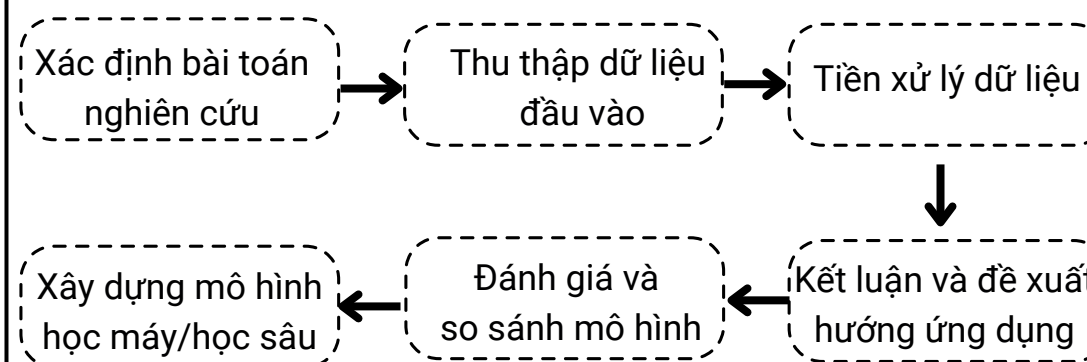 Xác định bài toán
nghiên cứu
Thu thập dữ liệu
đầu vào
Tiền xử lý dữ liệu
Kết luận và đề xuất
hướng ứng dụng
Đánh giá và
so sánh mô hình
Xây dựng mô hình
học máy/học sâu